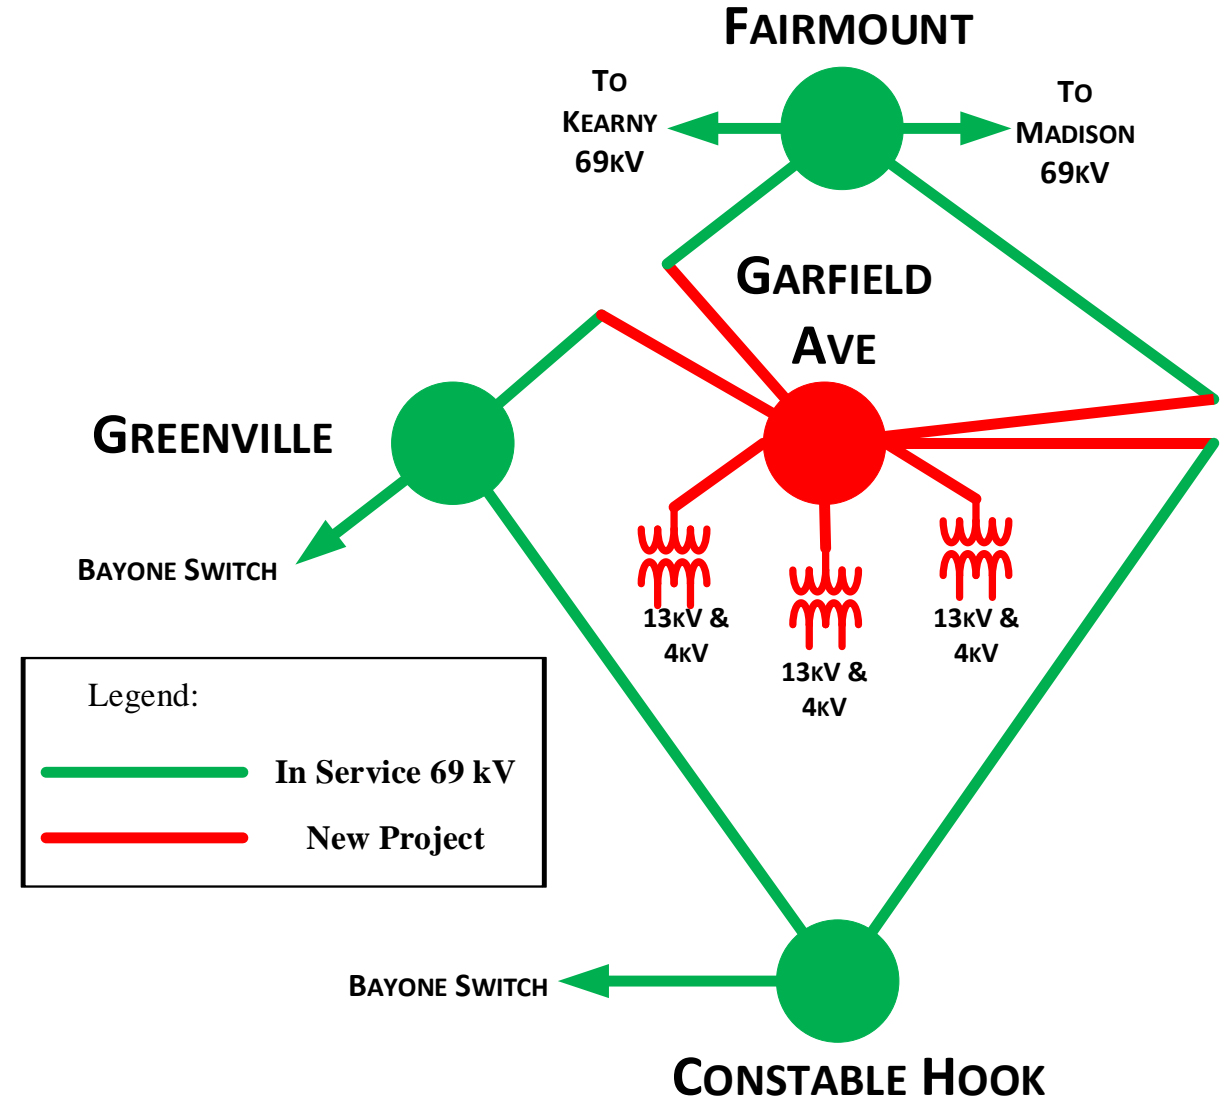 FAIRMOUNT
TO
KEARNY
69KV
TO
MADISON
69KV
GARFIELD
AVE
GREENVILLE
BAYONE SWITCH
13KV &
4KV
13KV &
4KV
13KV &
4KV
Legend:
In Service 69 kV
New Project
BAYONE SWITCH
CONSTABLE HOOK